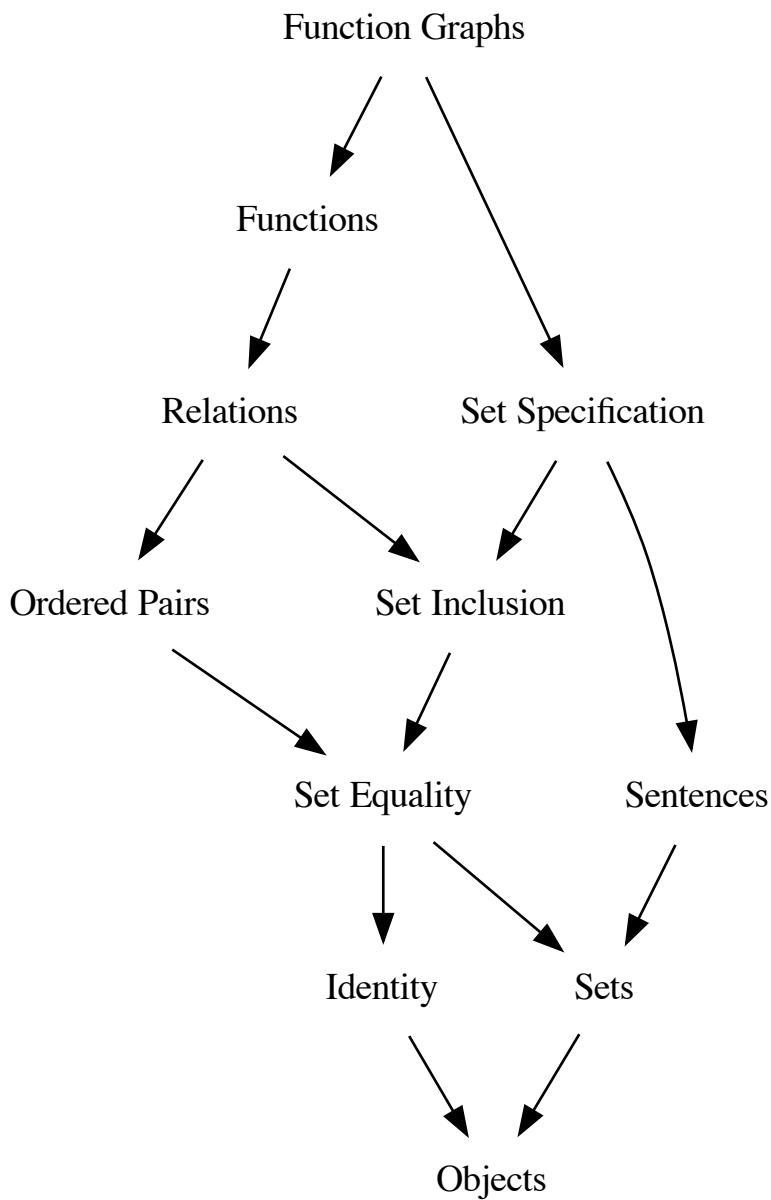 Function Graphs
Functions
Relations
Set Specification
Ordered Pairs
Set Inclusion
Set Equality
Sentences
Identity
Sets
Objects